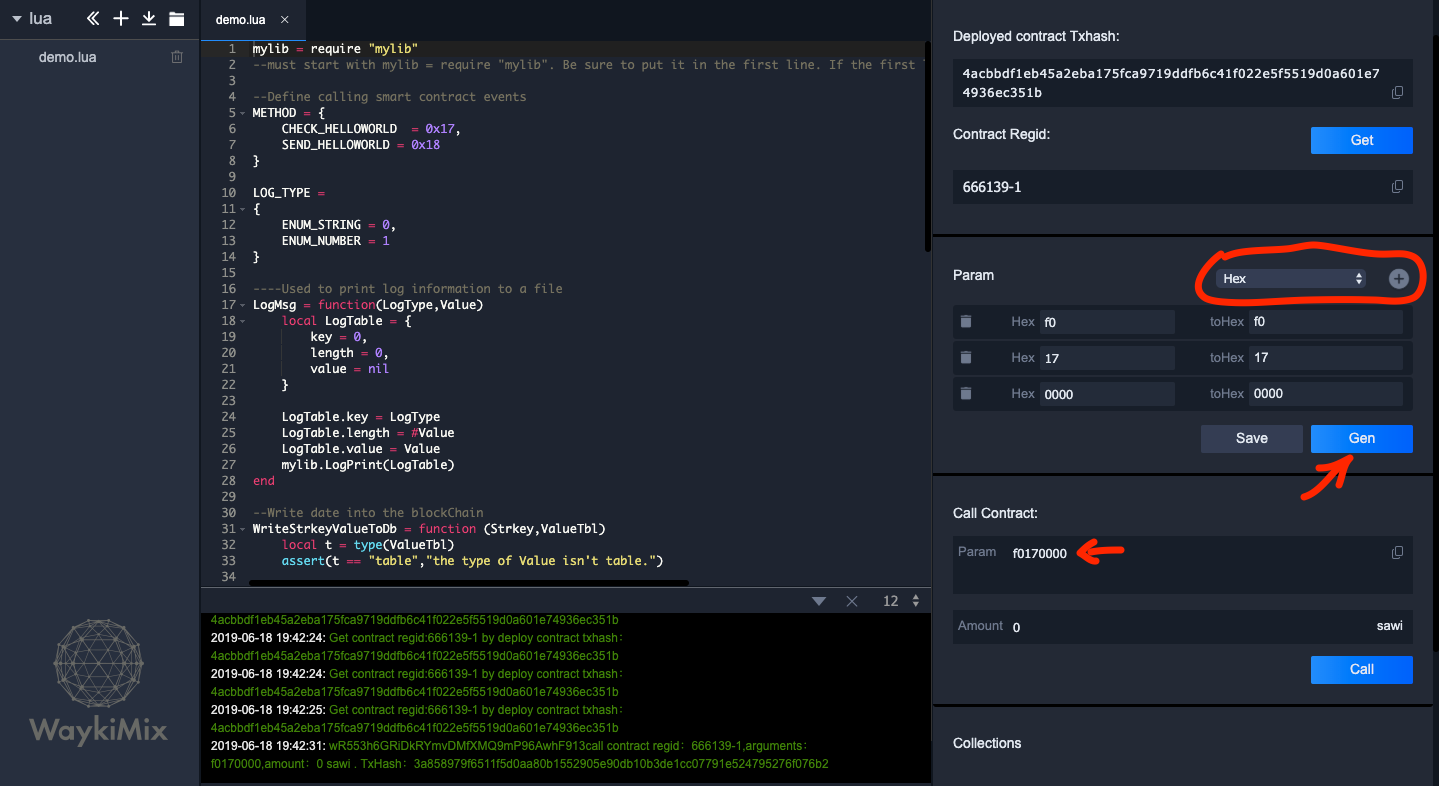 lua
demo.lua
WaykiMix
demo.lua ×
1 mylib = require "mylib"
2 --must start with mylib = require "mylib". Be sure to put it in the first line. If the first
3
4 --Define calling smart contract events
5 METHOD = {
6 CHECK_HELLOWORLD = 0x17,
7 SEND_HELLOWORLD = 0x18
8 }
9
10 LOG_TYPE =
11 {
12 ENUM_STRING = 0,
13 ENUM_NUMBER = 1
14 }
15
16 ----Used to print log information to a file
17 LogMsg = function(LogType,Value)
18 local LogTable = {
19 key = 0,
20 length = 0,
21 value = nil
22 }
23
24 LogTable.key = LogType
25 LogTable.length = #Value
26 LogTable.value = Value
27 mylib.LogPrint(LogTable)
28 end
29
30 --Write date into the blockChain
31 WriteStrkeyValueToDb = function (Strkey,ValueTbl)
32 local t = type(ValueTbl)
33 assert(t == "table","the type of Value isn't table.")
34
12
4acbbdf1eb45a2eba175fca9719ddfb6c41f022e5f5519d0a601e74936ec351b
2019-06-18 19:42:24: Get contract regid:666139-1 by deploy contract txhash：
4acbbdf1eb45a2eba175fca9719ddfb6c41f022e5f5519d0a601e74936ec351b
2019-06-18 19:42:24: Get contract regid:666139-1 by deploy contract txhash：
4acbbdf1eb45a2eba175fca9719ddfb6c41f022e5f5519d0a601e74936ec351b
2019-06-18 19:42:25: Get contract regid:666139-1 by deploy contract txhash：
4acbbdf1eb45a2eba175fca9719ddfb6c41f022e5f5519d0a601e74936ec351b
2019-06-18 19:42:31: wR553h6GRiDkRYmvDMfXMQ9mP96AwhF913call contract regid：666139-1,arguments：
f0170000,amount：0 sawi . TxHash：3a858979f6511f5d0aa80b1552905e90db10b3de1cc07791e524795276f076b2
Deployed contract Txhash:
4acbbdf1eb45a2eba175fca9719ddfb6c41f022e5f5519d0a601e7
4936ec351b
Contract Regid:
Get
666139-1
Param Hex
Hex f0 toHex f0
Hex 17 toHex 17
Hex 0000 toHex 0000
Save Gen
Call Contract:
Param f0170000
Amount 0 sawi
Call
Collections